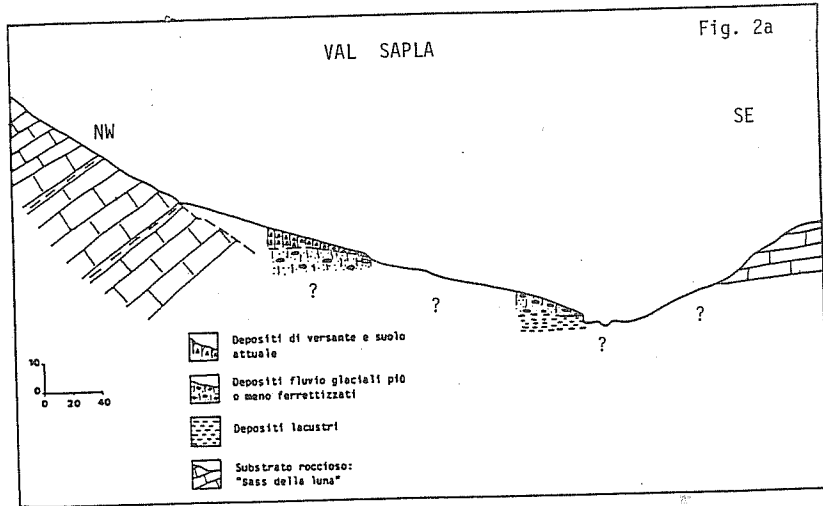 Fig. 2a
VAL SAPLA
NW
SE
?
?
?
?
Depositi di versante e suolo
attuale
Depositi fluvio glaciali più
o meno ferrettizzati
Depositi lacustri
Substrato roccioso:
"Sass della luna"
10
0
0 20 40